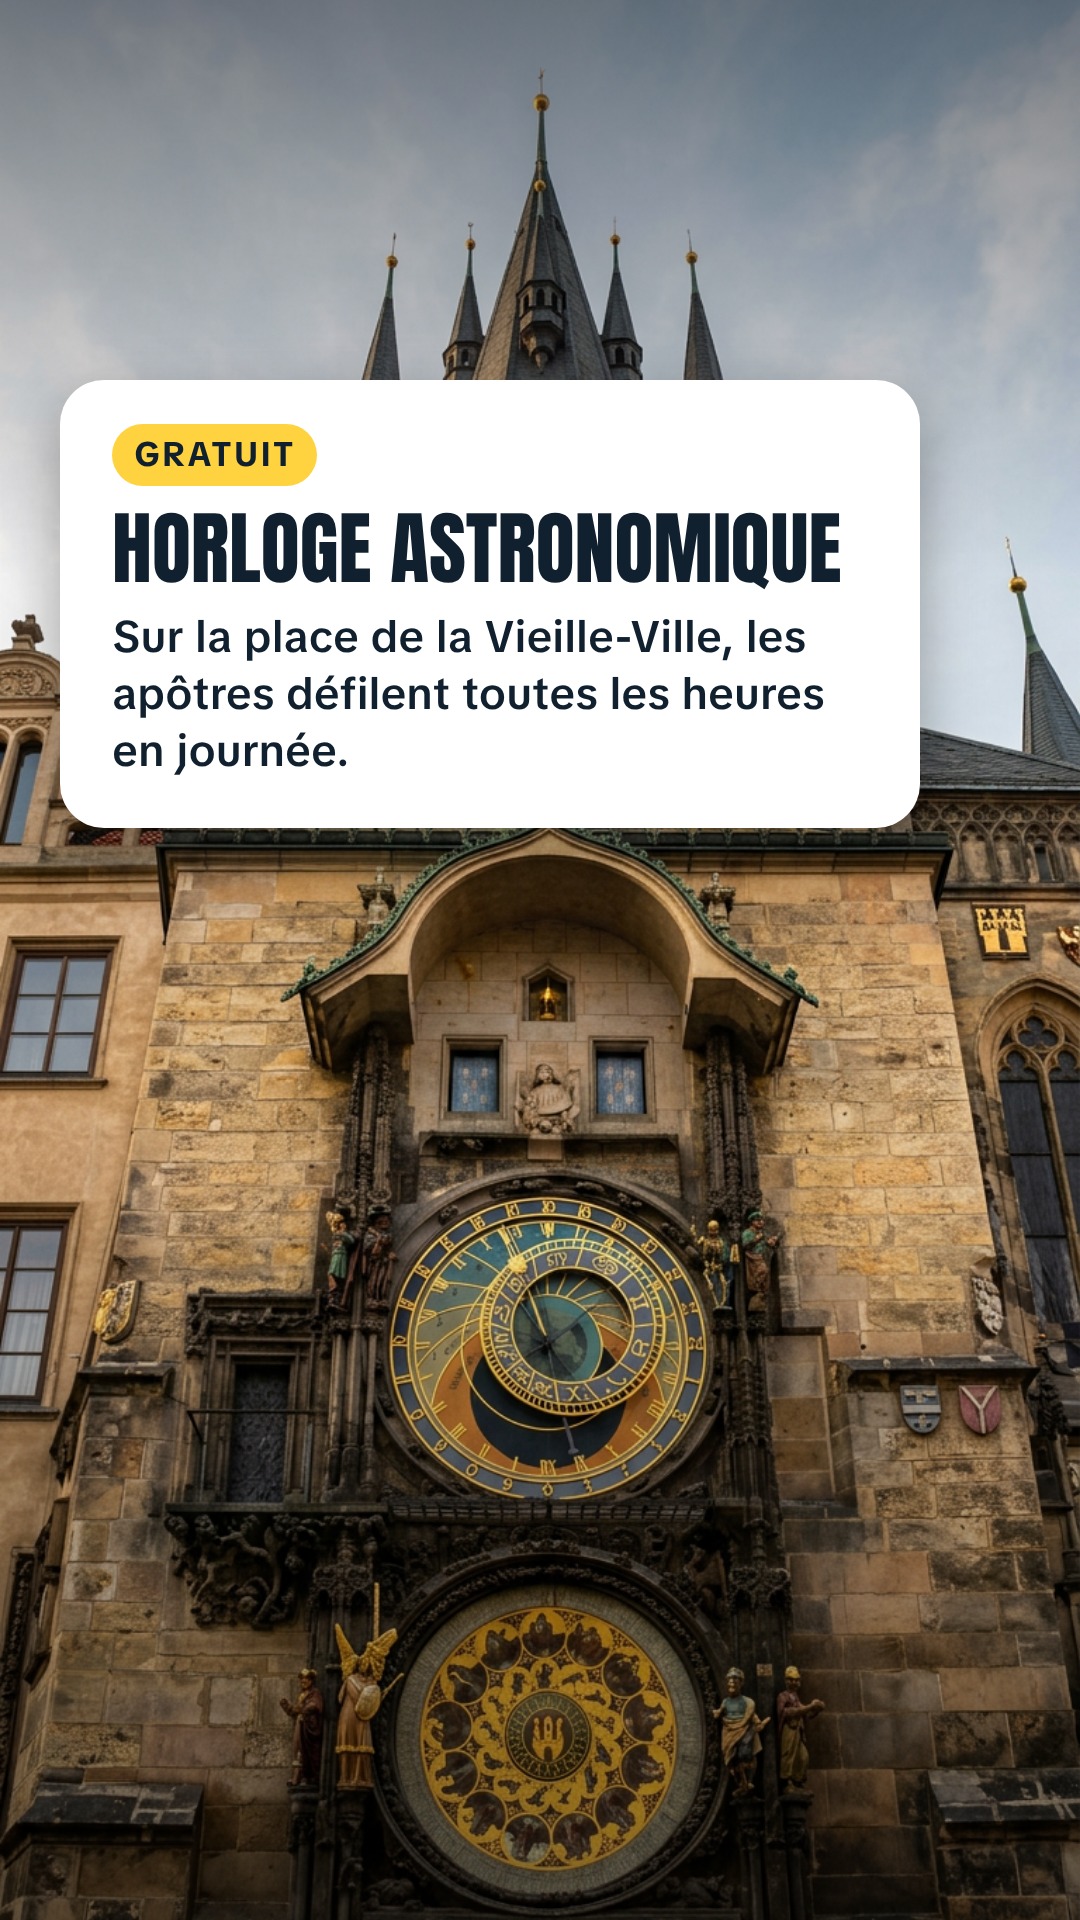 GRATUIT
HORLOGE ASTRONOMIQUE
Sur la place de la Vieille-Ville, les
apôtres défilent toutes les heures
en journée.